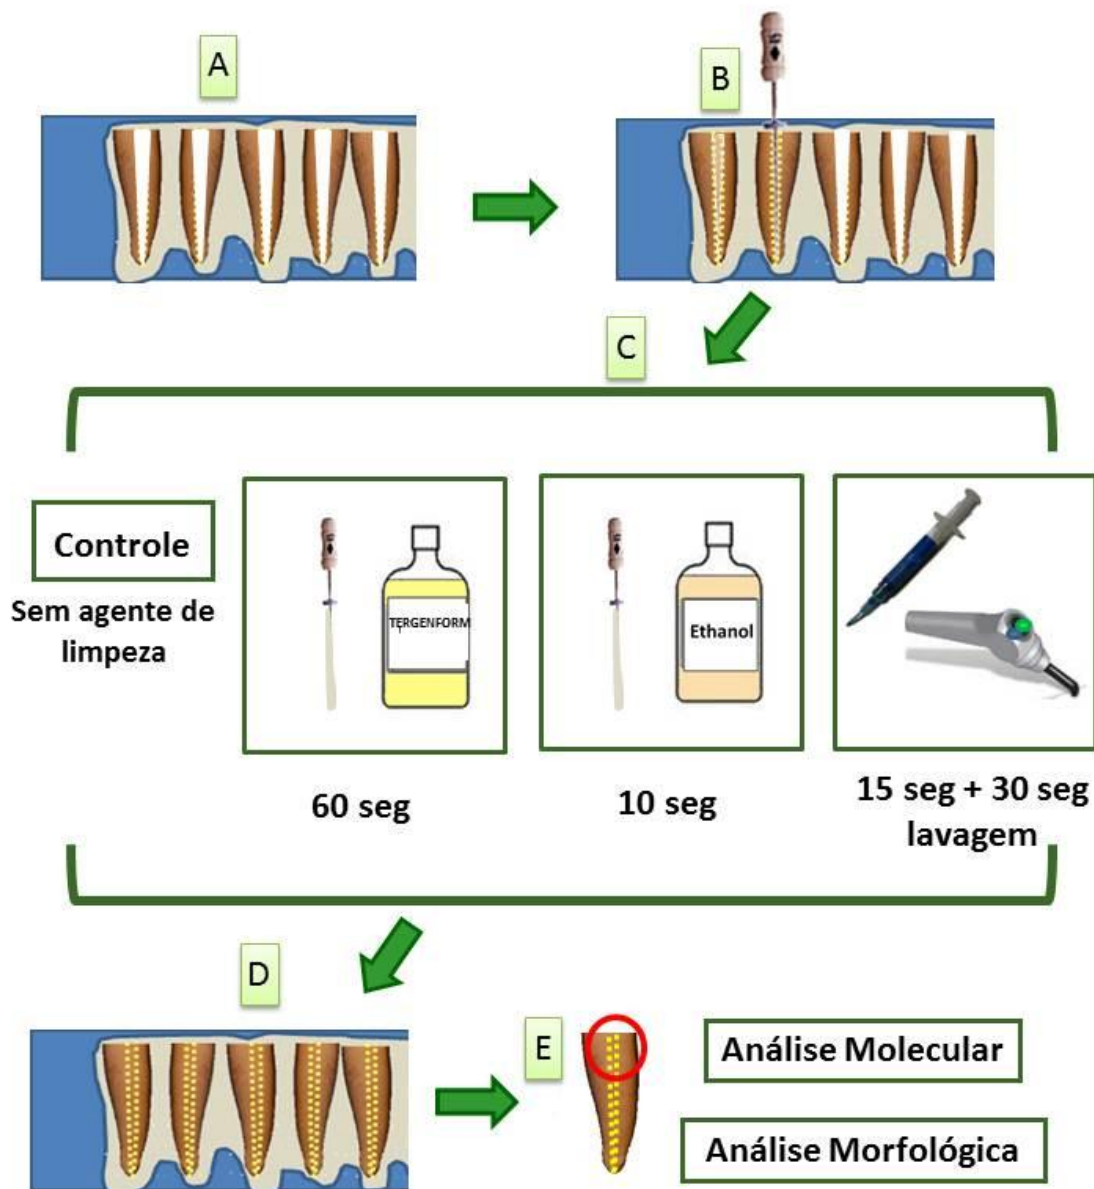 A
B
C
Controle
Sem agente de
limpeza
TERGENFORM
Ethanol
60 seg
10 seg
15 seg + 30 seg
lavagem
D
E
Análise Molecular
Análise Morfológica